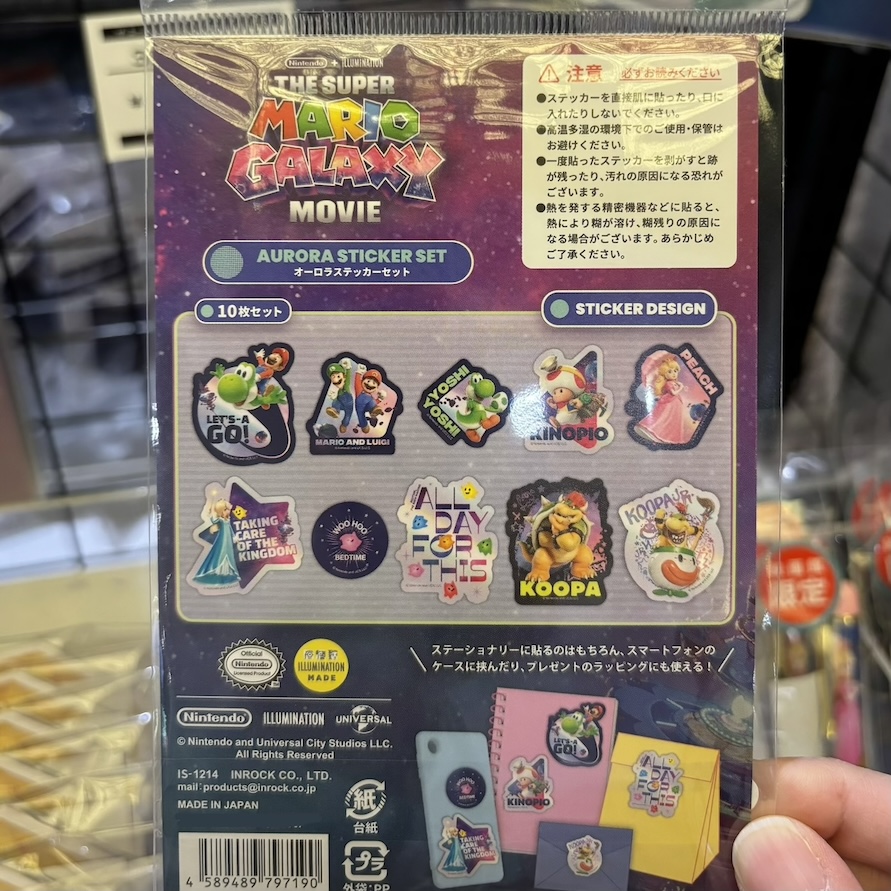 Nintendo + ILLUMINATION
THE SUPER
MARIO
GALAXY
MOVIE
注意 必ずお読みください
●ステッカーを直接肌に貼ったり、口に
入れたりしないでください。
●高温多湿の環境下でのご使用・保管は
お避けください。
●一度貼ったステッカーを剥がすと跡
が残ったり、汚れの原因になる恐れが
ございます。
●熱を発する精密機器などに貼ると、
熱により糊が溶け、糊残りの原因に
なる場合がございます。あらかじめ
ご了承ください。
AURORA STICKER SET
オーロラステッカーセット
10枚セット
STICKER DESIGN
LET'S-A
GO!
MARIO AND LUIGI
YOSHI
YOSHI
KINOPIO
PEACH
TAKING
CARE
OF THE
KINGDOM
WOO HOO
BEDTIME
ALL
DAY
FOR
THIS
KOOPA
KOOPA JR
限定
Official
Nintendo
Licensed Product
ILLUMINATION
MADE
ステーショナリーに貼るのはもちろん、スマートフォンの
ケースに挟んだり、プレゼントのラッピングにも使える!
Nintendo ILLUMINATION UNIVERSAL
© Nintendo and Universal City Studios LLC.
All Rights Reserved
IS-1214 INROCK CO., LTD.
mail:products@inrock.co.jp
MADE IN JAPAN
紙
台紙
プラ
外袋:PP
4 589489 797190
LET'S-A
GO!
WOO HOO
BEDTIME
KINOPIO
ALL
DAY
FOR
THIS
TAKING
CARE
OF THE
KINGDOM